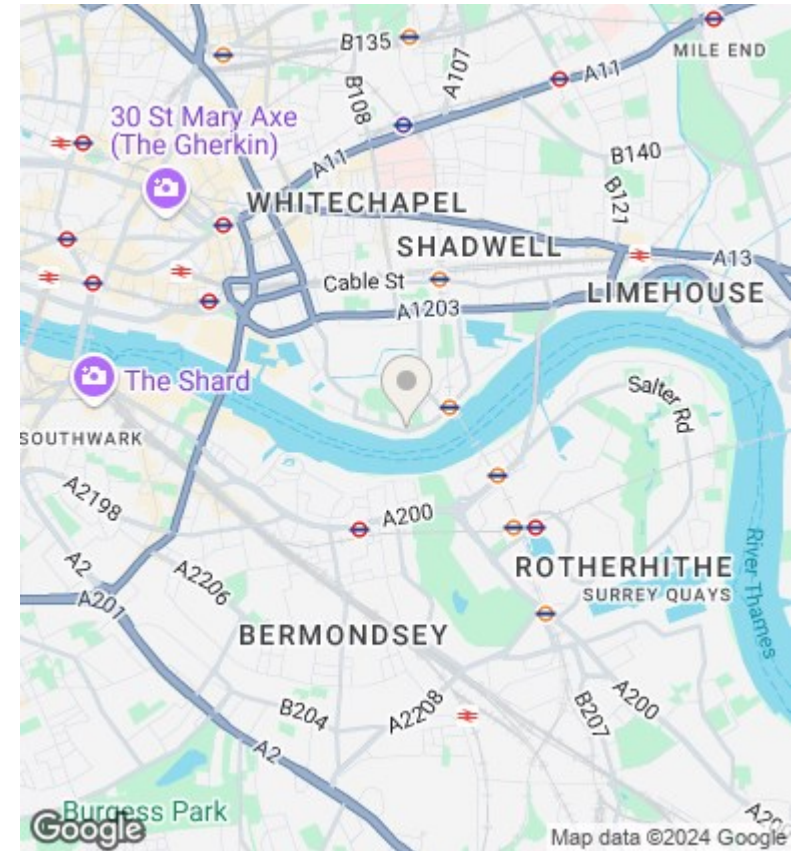 B135
A107
MILE END
A11
30 St Mary Axe
(The Gherkin)
B108
A11
B140
B121
WHITECHAPEL
SHADWELL
A13
Cable St
LIMEHOUSE
A1203
The Shard
Salter Rd
SOUTHWARK
A2198
A200
A2
A2206
A201
ROTHERHITHE
SURREY QUAYS
River Thames
BERMONDSEY
B204
A2208
A200
B207
A2
Burgess Park
Google
Map data ©2024 Google